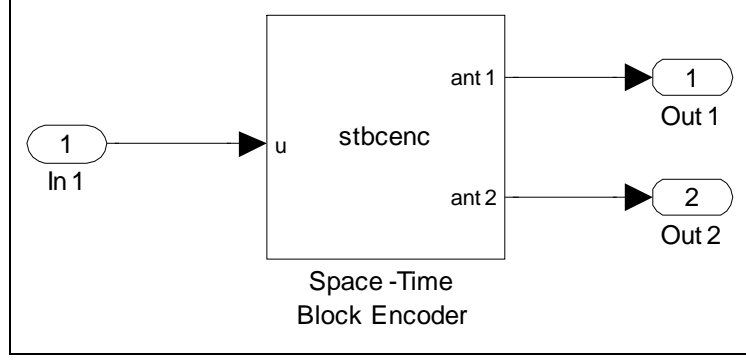 ant 1
1
Out 1
1
In 1
u
stbcenc
ant 2
2
Out 2
Space -Time
Block Encoder